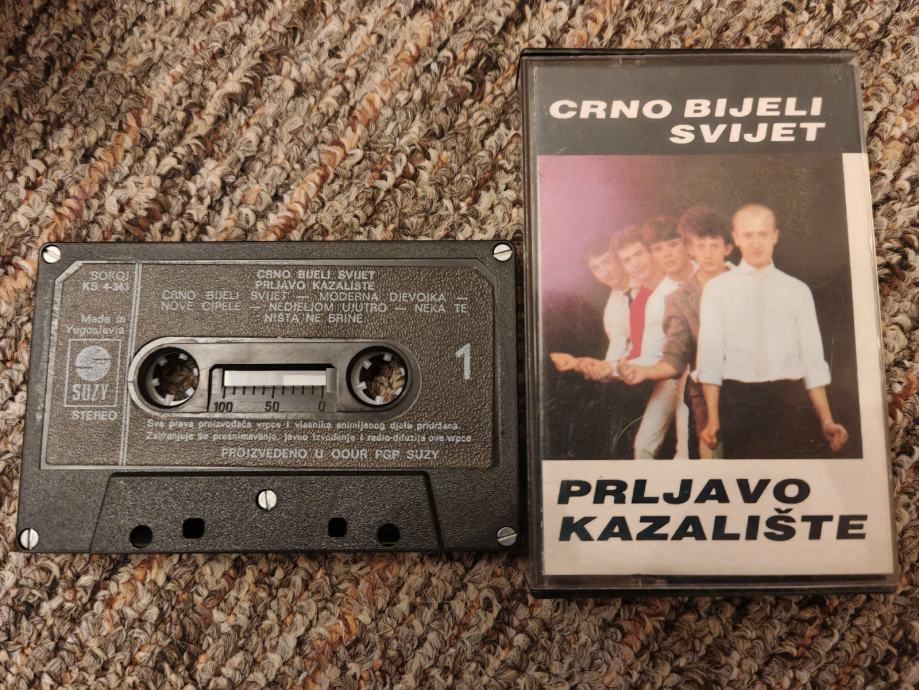 SOKOJ
KS 4-343
Made in
Yugoslavia
SUZY
STEREO
CRNO BIJELI SVIJET
PRLJAVO KAZALIŠTE
CRNO BIJELI SVIJET — MODERNA DJEVOJKA —
NOVE CIPELE — NEDJELJOM UJUTRO — NEKA TE
NIŠTA NE BRINE
1
100 50 0
Sva prava proizvođača vrpce i vlasnika snimljenog djela pridržana.
Zabranjuje se presnimavanje, javno izvođenje i radio-difuzija ove vrpce
PROIZVEDENO U OOUR PGP SUZY
CRNO BIJELI
SVIJET
PRLJAVO
KAZALIŠTE